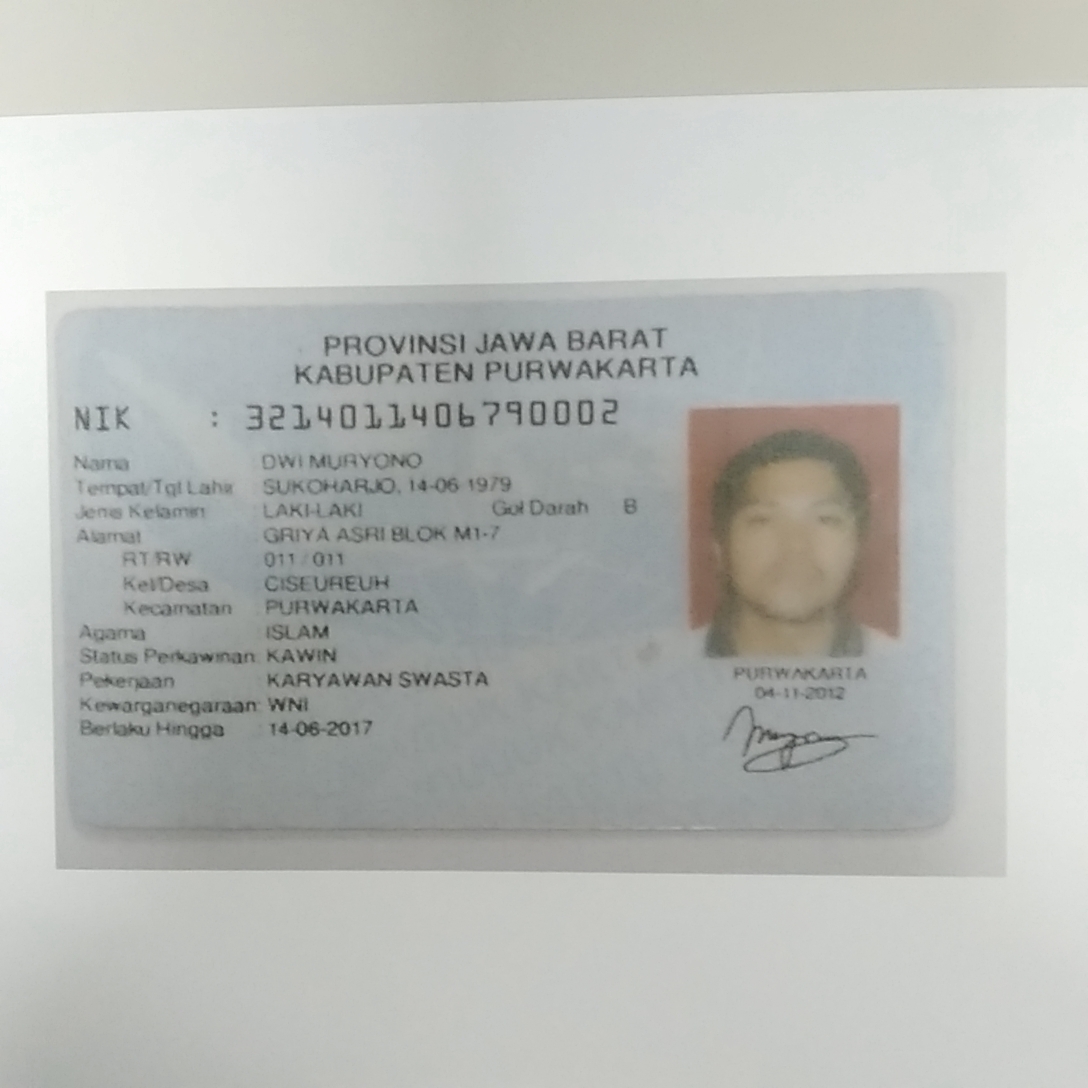 PROVINSI JAWA BARAT
KABUPATEN PURWAKARTA
NIK : 3214011406790002
Nama : DWI MURYONO
Tempat/Tgl Lahir : SUKOHARJO, 14-06-1979
Jenis Kelamin : LAKI-LAKI Gol Darah B
Alamat : GRIYA ASRI BLOK M1-7
RT/RW : 011 / 011
Kel/Desa : CISEUREUH
Kecamatan : PURWAKARTA
Agama : ISLAM
Status Perkawinan: KAWIN
Pekerjaan : KARYAWAN SWASTA
Kewarganegaraan: WNI
Berlaku Hingga : 14-06-2017
PURWAKARTA
04-11-2012